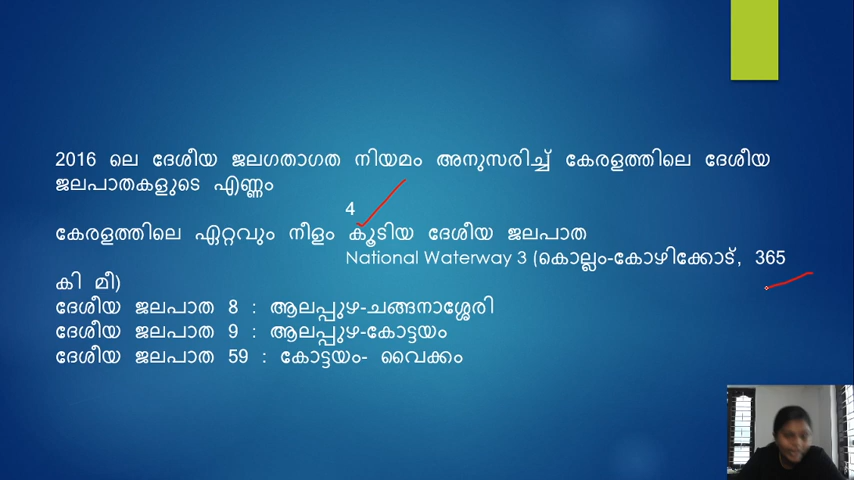 2016 ലെ ദേശീയ ജലഗതാഗത നിയമം അനുസരിച്ച് കേരളത്തിലെ ദേശീയ
ജലപാതകളുടെ എണ്ണം
4
കേരളത്തിലെ ഏറ്റവും നീളം കൂടിയ ദേശീയ ജലപാത
National Waterway 3 (കൊല്ലം-കോഴിക്കോട്, 365
കി മീ)
ദേശീയ ജലപാത 8 : ആലപ്പുഴ-ചങ്ങനാശ്ശേരി
ദേശീയ ജലപാത 9 : ആലപ്പുഴ-കോട്ടയം
ദേശീയ ജലപാത 59 : കോട്ടയം- വൈക്കം